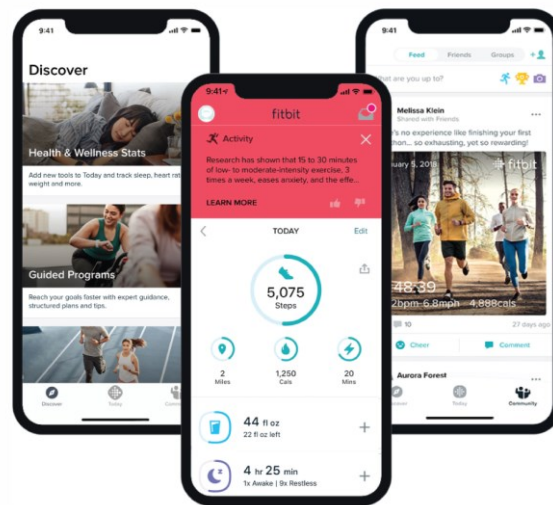 9:41
Discover
Health & Wellness Stats
Add new tools to Today and track sleep, heart rat
weight and more.
Guided Programs
Reach your goals faster with expert guidance,
structured plans and tips.
Discover
Today
9:41
fitbit
Activity
Research has shown that 15 to 30 minutes
of low- to moderate-intensity exercise, 3
times a week, eases anxiety, and the effe...
LEARN MORE
TODAY
Edit
5,075
Steps
2
Miles
1,250
Cals
20
Mins
44 fl oz
22 fl oz left
4 hr 25 min
1x Awake | 9x Restless
9:41
Feed
Friends
Groups
are you up to?
Melissa Klein
Shared with Friends
no experience like finishing your first
so exhausting, yet so rewarding!
5, 2018
fitbit
48:39
2bpm 6.8mph 4,888cals
10
27 days ago
Cheer
Comment
Aurora Forest
Today
Community